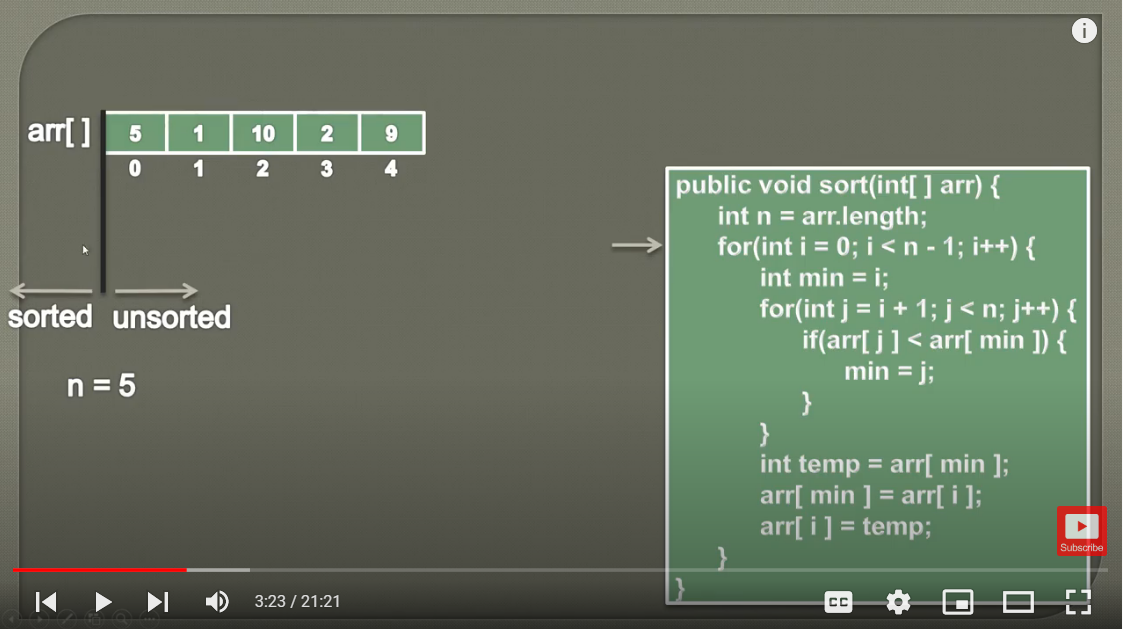 arr[ ]
5 1 10 2 9
0 1 2 3 4
sorted unsorted
n = 5
public void sort(int[ ] arr) {
int n = arr.length;
for(int i = 0; i < n - 1; i++) {
int min = i;
for(int j = i + 1; j < n; j++) {
if(arr[ j ] < arr[ min ]) {
min = j;
}
}
int temp = arr[ min ];
arr[ min ] = arr[ i ];
arr[ i ] = temp;
}
}
Subscribe
3:23 / 21:21
CC
i